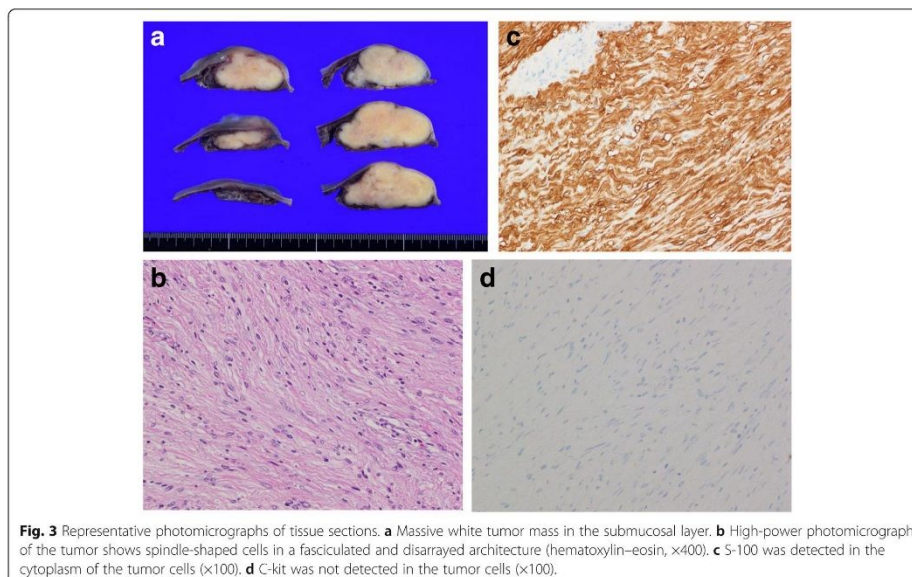 a
c
b
d
Fig. 3 Representative photomicrographs of tissue sections. a Massive white tumor mass in the submucosal layer. b High-power photomicrograph
of the tumor shows spindle-shaped cells in a fasciculated and disarrayed architecture (hematoxylin–eosin, ×400). c S-100 was detected in the
cytoplasm of the tumor cells (×100). d C-kit was not detected in the tumor cells (×100).